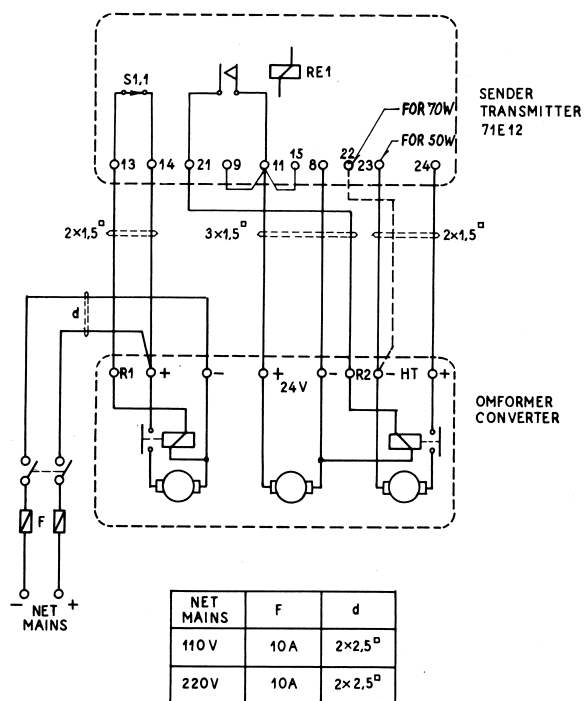 S1,1
RE1
SENDER
TRANSMITTER
71E12
FOR 70W
FOR 50W
13 14 21 9 11 15 8 22 23 24
2×1,5□ 3×1,5□ 2×1,5□
d
R1 + - + 24V - R2 - HT +
OMFORMER
CONVERTER
F
- NET +
MAINS
NET
MAINS F d
110V 10A 2×2,5□
220V 10A 2×2,5□